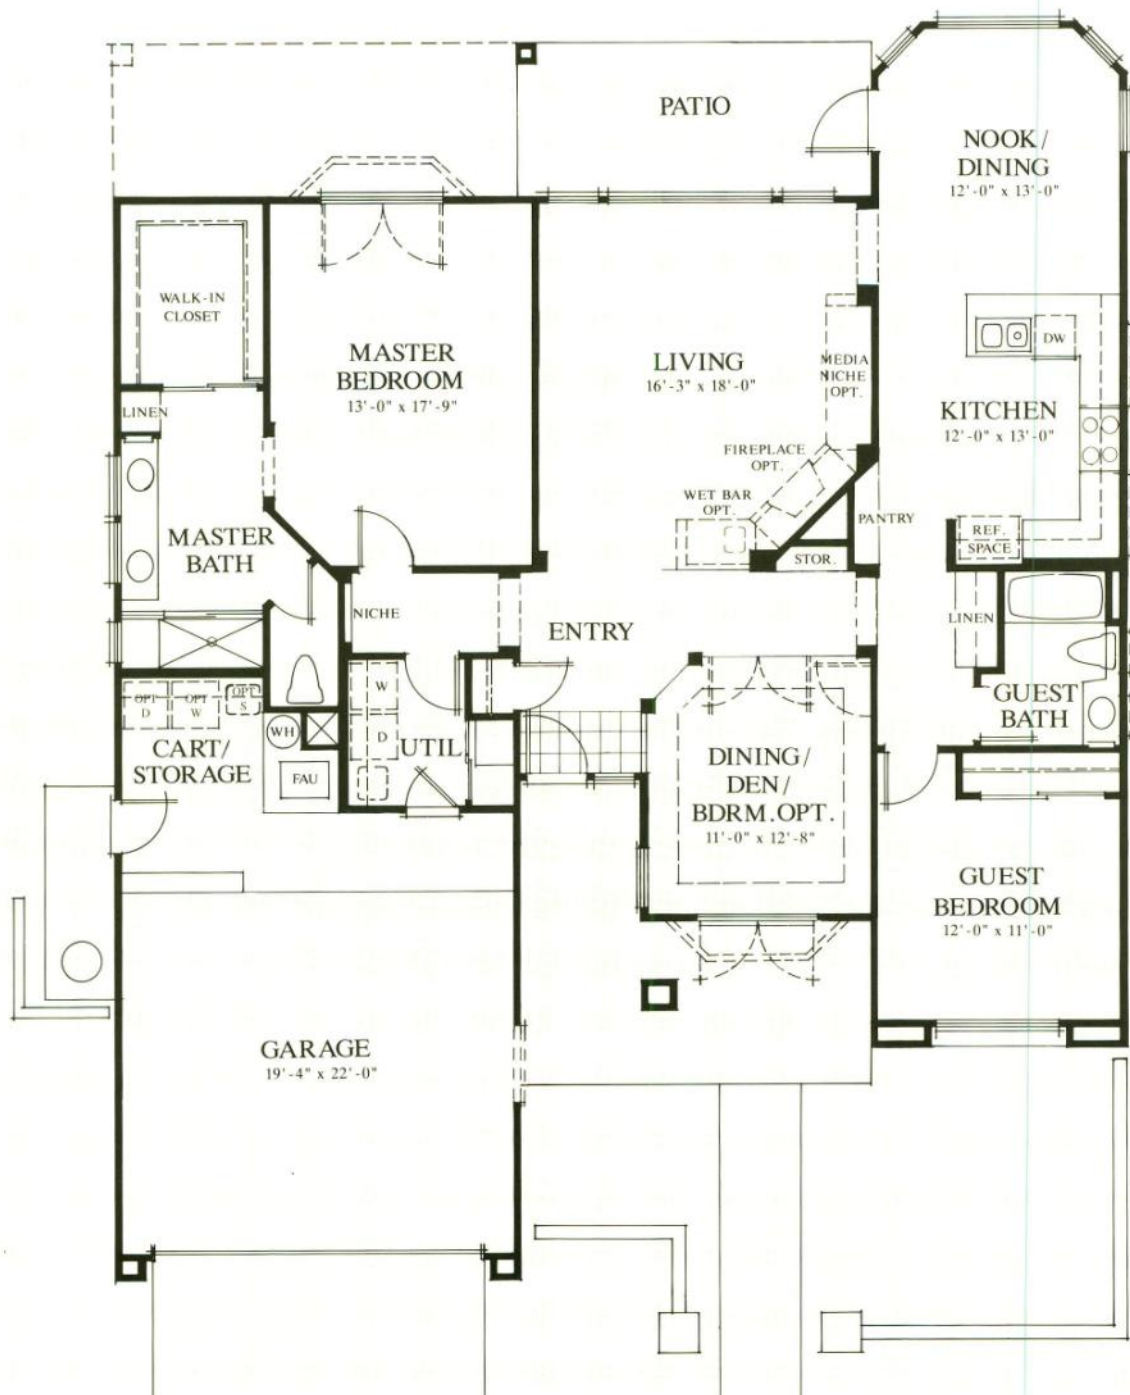 PATIO
NOOK/
DINING
12'-0" x 13'-0"
WALK-IN
CLOSET
MASTER
BEDROOM
13'-0" x 17'-9"
LIVING
16'-3" x 18'-0"
MEDIA
NICHE
OPT.
DW
KITCHEN
12'-0" x 13'-0"
LINEN
FIREPLACE
OPT.
WET BAR
OPT.
PANTRY
REF.
SPACE
MASTER
BATH
STOR.
NICHE
ENTRY
LINEN
GUEST
BATH
OPT
D
OPT
W
OPT
S
W
D
UTIL
WH
FAU
CART/
STORAGE
DINING/
DEN/
BDRM. OPT.
11'-0" x 12'-8"
GUEST
BEDROOM
12'-0" x 11'-0"
GARAGE
19'-4" x 22'-0"